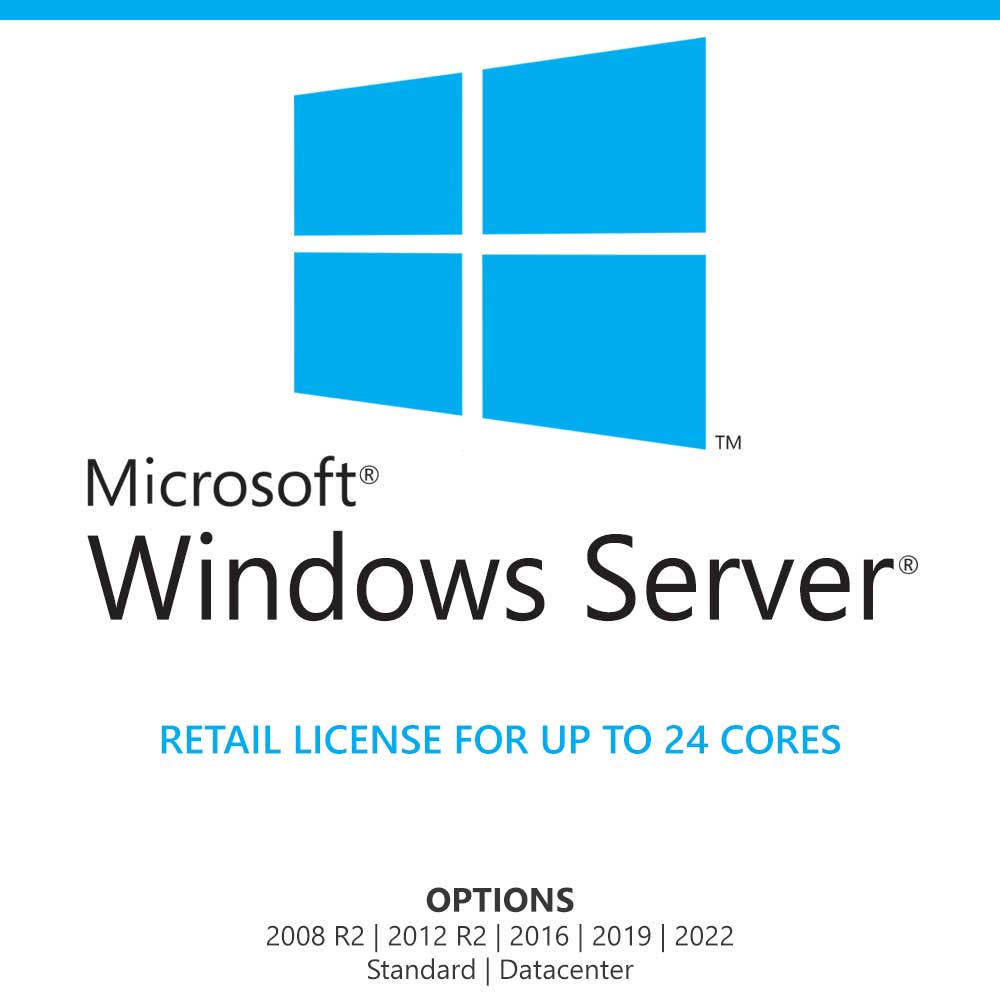 ™
Microsoft®
Windows Server®
RETAIL LICENSE FOR UP TO 24 CORES
OPTIONS
2008 R2 | 2012 R2 | 2016 | 2019 | 2022
Standard | Datacenter